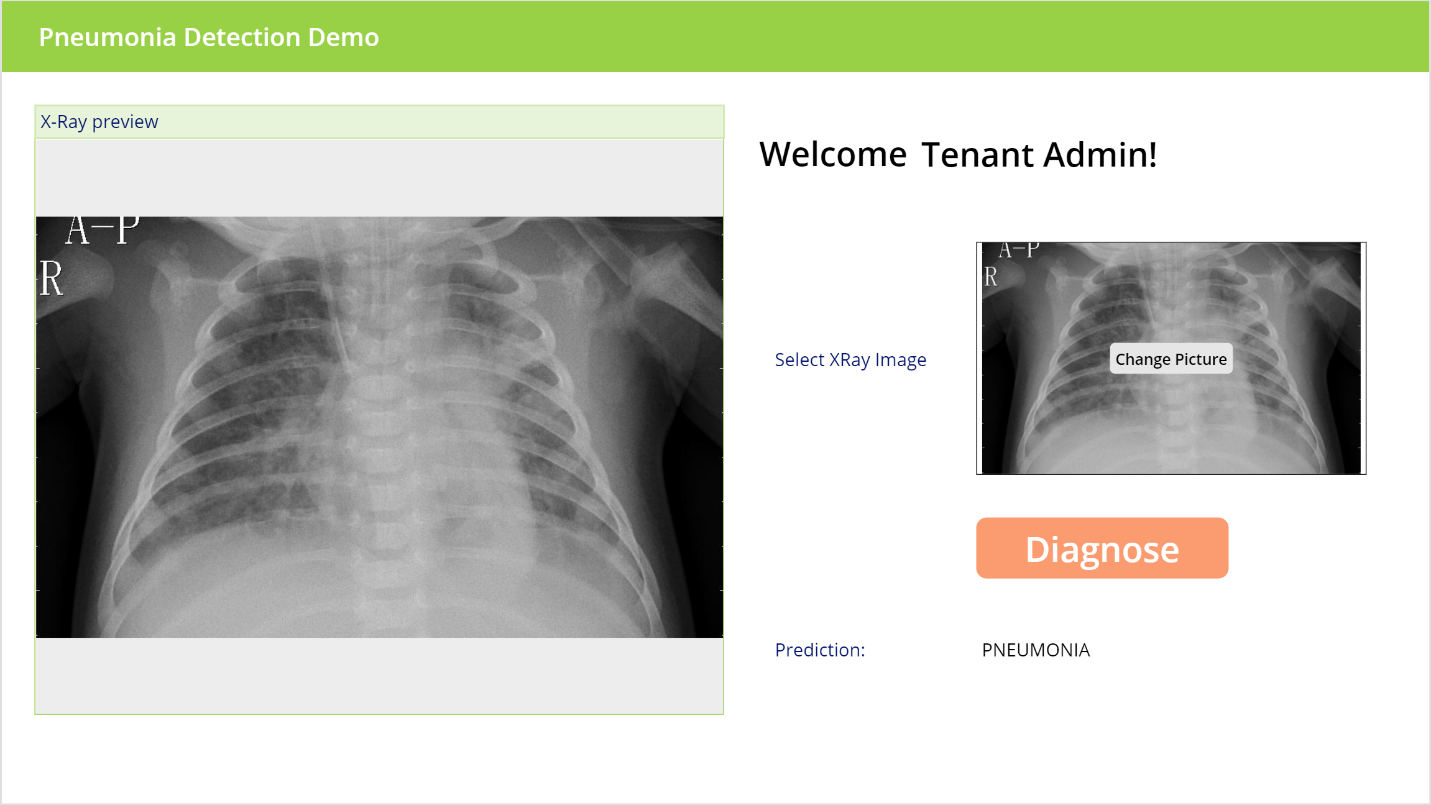 Pneumonia Detection Demo
X-Ray preview
A-P
R
Welcome Tenant Admin!
A-P
R
Select XRay Image
Change Picture
Diagnose
Prediction: PNEUMONIA